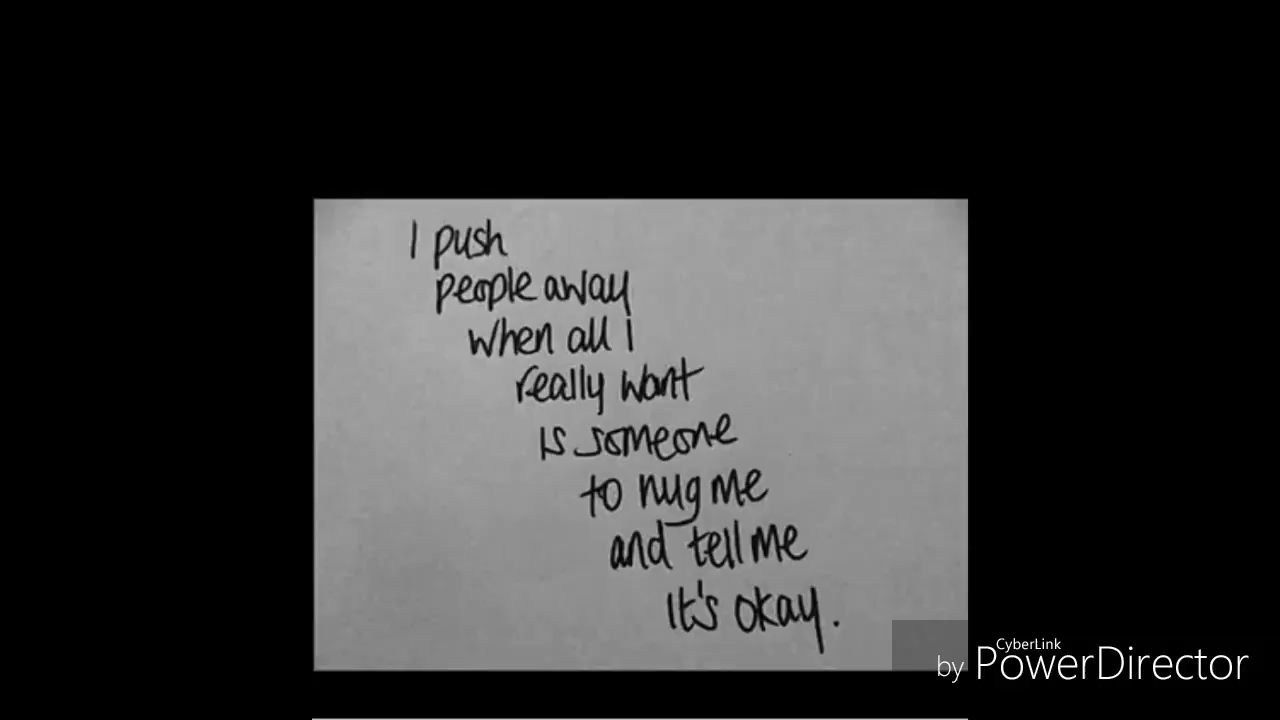 I push
people away
when all i
really want
is someone
to hug me
and tell me
it's okay.
CyberLink
by PowerDirector